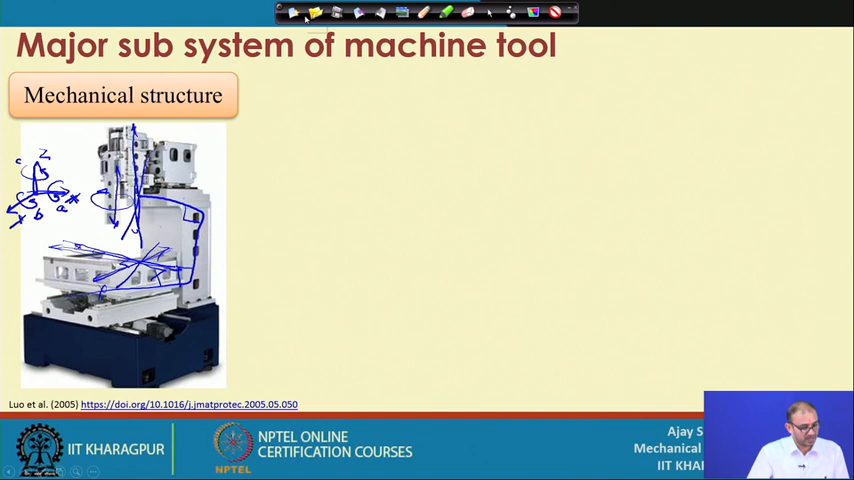 Major sub system of machine tool
Mechanical structure
Z
c
x
y
b
a
Luo et al. (2005) https://doi.org/10.1016/j.jmatprotec.2005.05.050
IIT KHARAGPUR
NPTEL
NPTEL ONLINE
CERTIFICATION COURSES
Ajay S
Mechanical
IIT KHA